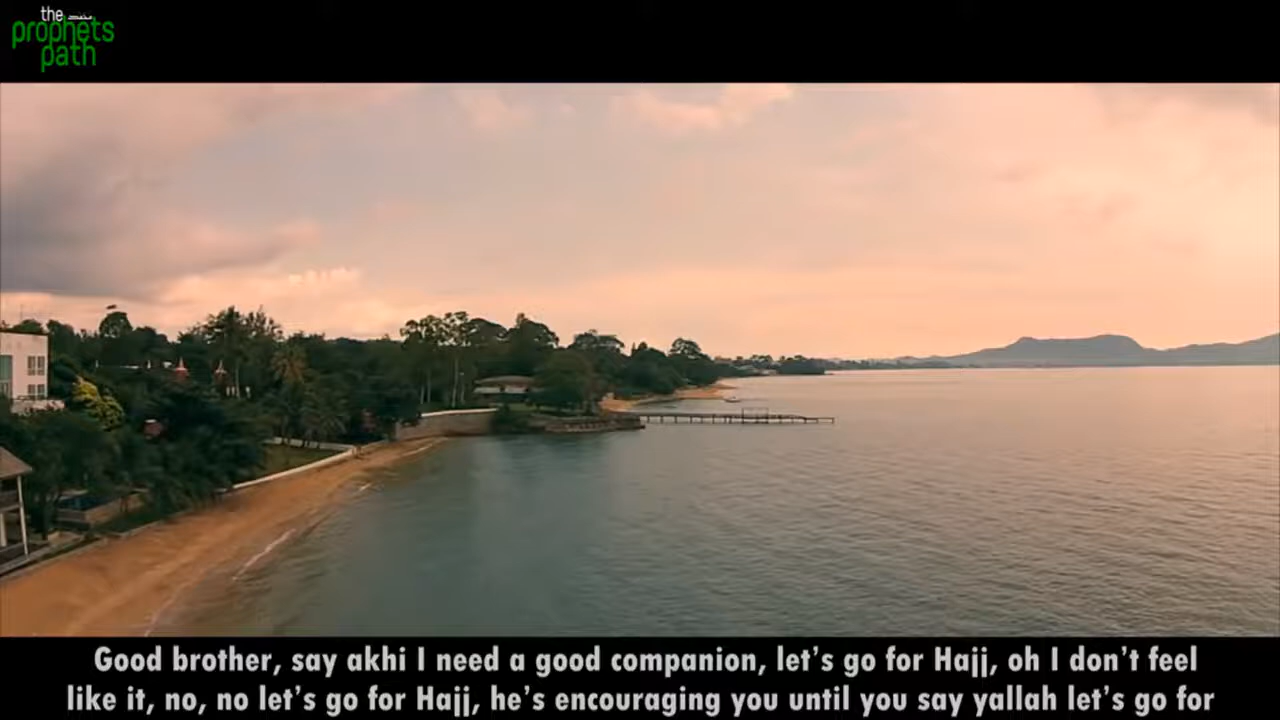 the
prophets
path
Good brother, say akhi I need a good companion, let's go for Hajj, oh I don't feel
like it, no, no let's go for Hajj, he's encouraging you until you say yallah let's go for